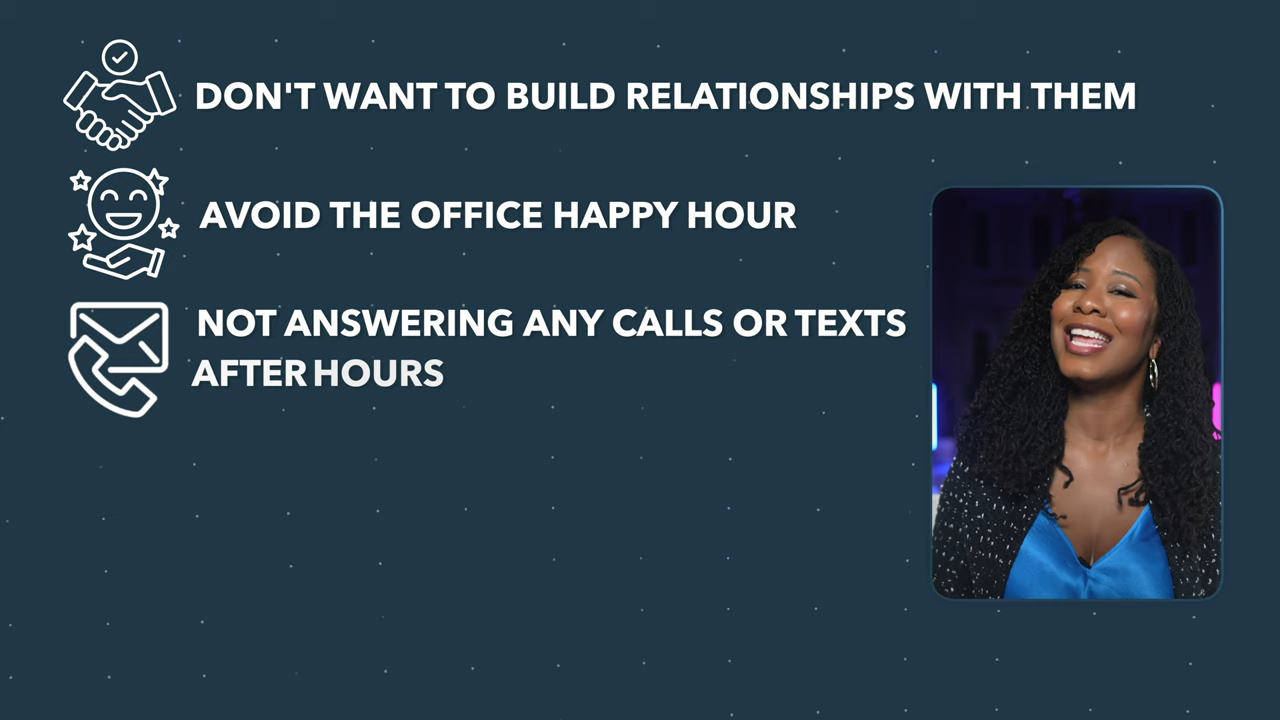 DON'T WANT TO BUILD RELATIONSHIPS WITH THEM
AVOID THE OFFICE HAPPY HOUR
NOT ANSWERING ANY CALLS OR TEXTS
AFTER HOURS